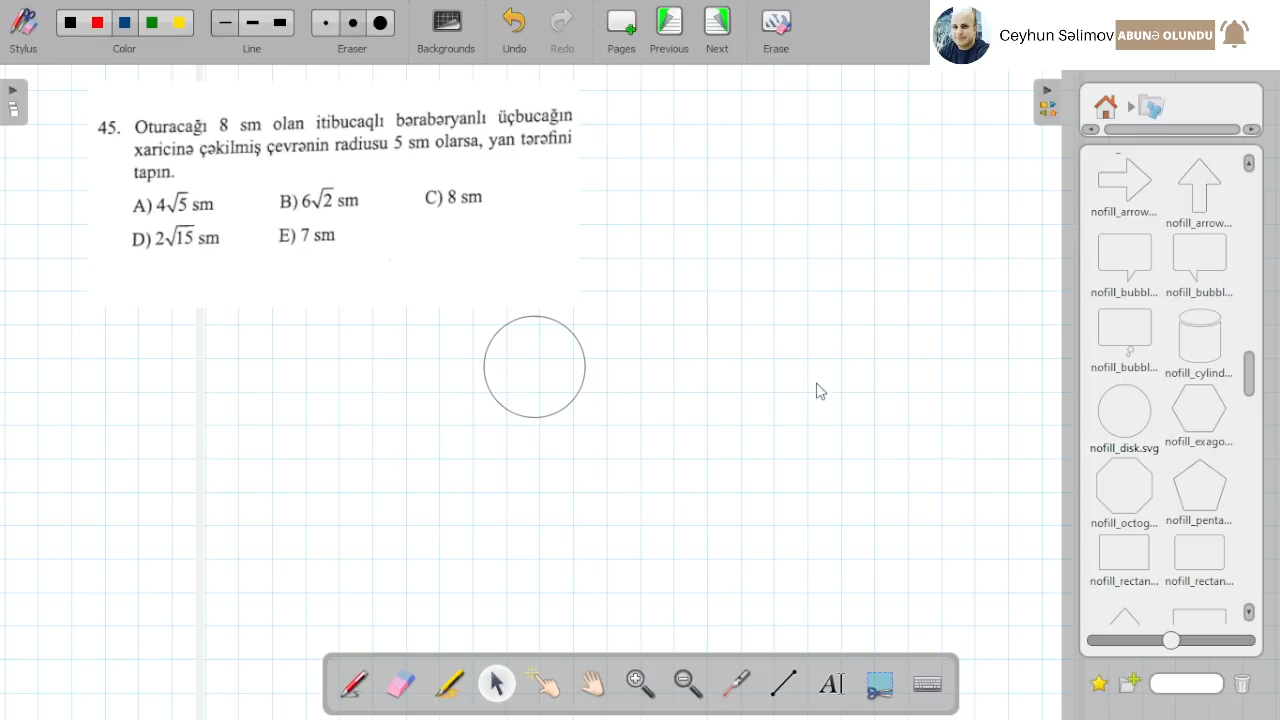 Stylus
Color
Line
Eraser
Backgrounds
Undo
Redo
Pages
Previous
Next
Erase
Ceyhun Səlimov
ABUNƏ OLUNDU
45. Oturacağı 8 sm olan itibucaqlı bərabəryanlı üçbucağın
xaricinə çəkilmiş çevrənin radiusu 5 sm olarsa, yan tərəfini
tapın.
A) 4√5 sm B) 6√2 sm C) 8 sm
D) 2√15 sm E) 7 sm
nofill_arrow... nofill_arrow...
nofill_bubbl... nofill_bubbl...
nofill_bubbl... nofill_cylind...
nofill_disk.svg nofill_exago...
nofill_octog... nofill_penta...
nofill_rectan... nofill_rectan...
AI